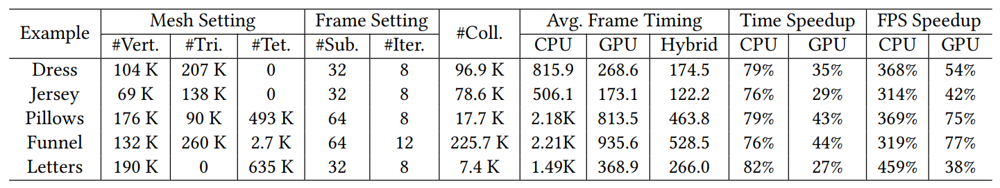 Example Mesh Setting Frame Setting #Coll. Avg. Frame Timing Time Speedup FPS Speedup
#Vert. #Tri. #Tet. #Sub. #Iter. CPU GPU Hybrid CPU GPU CPU GPU
Dress 104 K 207 K 0 32 8 96.9 K 815.9 268.6 174.5 79% 35% 368% 54%
Jersey 69 K 138 K 0 32 8 78.6 K 506.1 173.1 122.2 76% 29% 314% 42%
Pillows 176 K 90 K 493 K 64 8 17.7 K 2.18K 813.5 463.8 79% 43% 369% 75%
Funnel 132 K 260 K 2.7 K 64 12 225.7 K 2.21K 935.6 528.5 76% 44% 319% 77%
Letters 190 K 0 635 K 32 8 7.4 K 1.49K 368.9 266.0 82% 27% 459% 38%